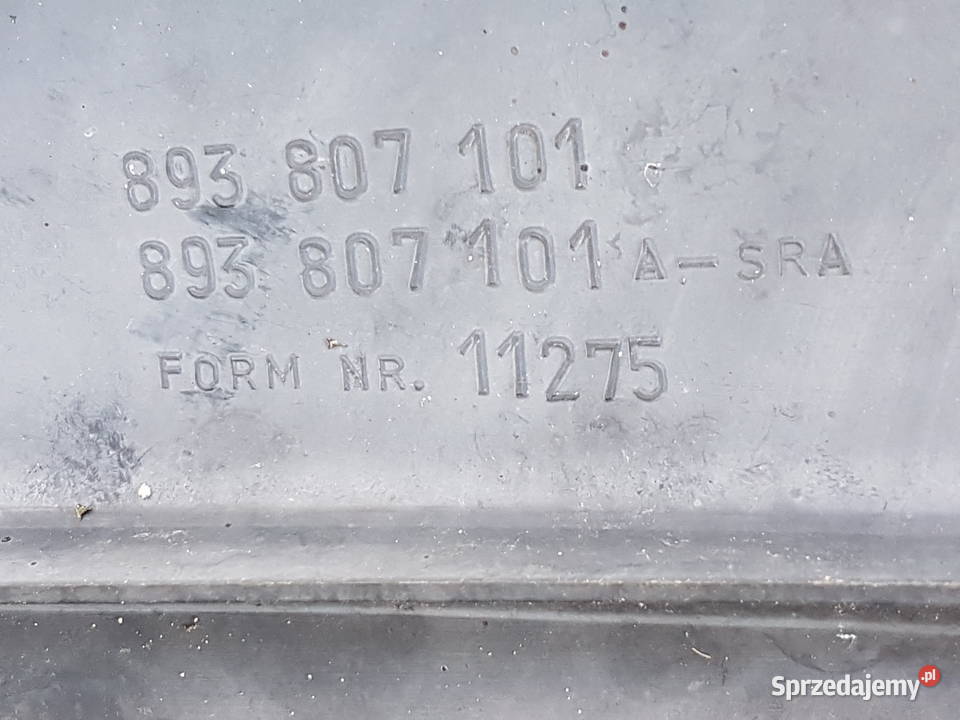 893 807 101
893 807 101 A-SRA
FORM NR. 11275
Sprzedajemy.pl